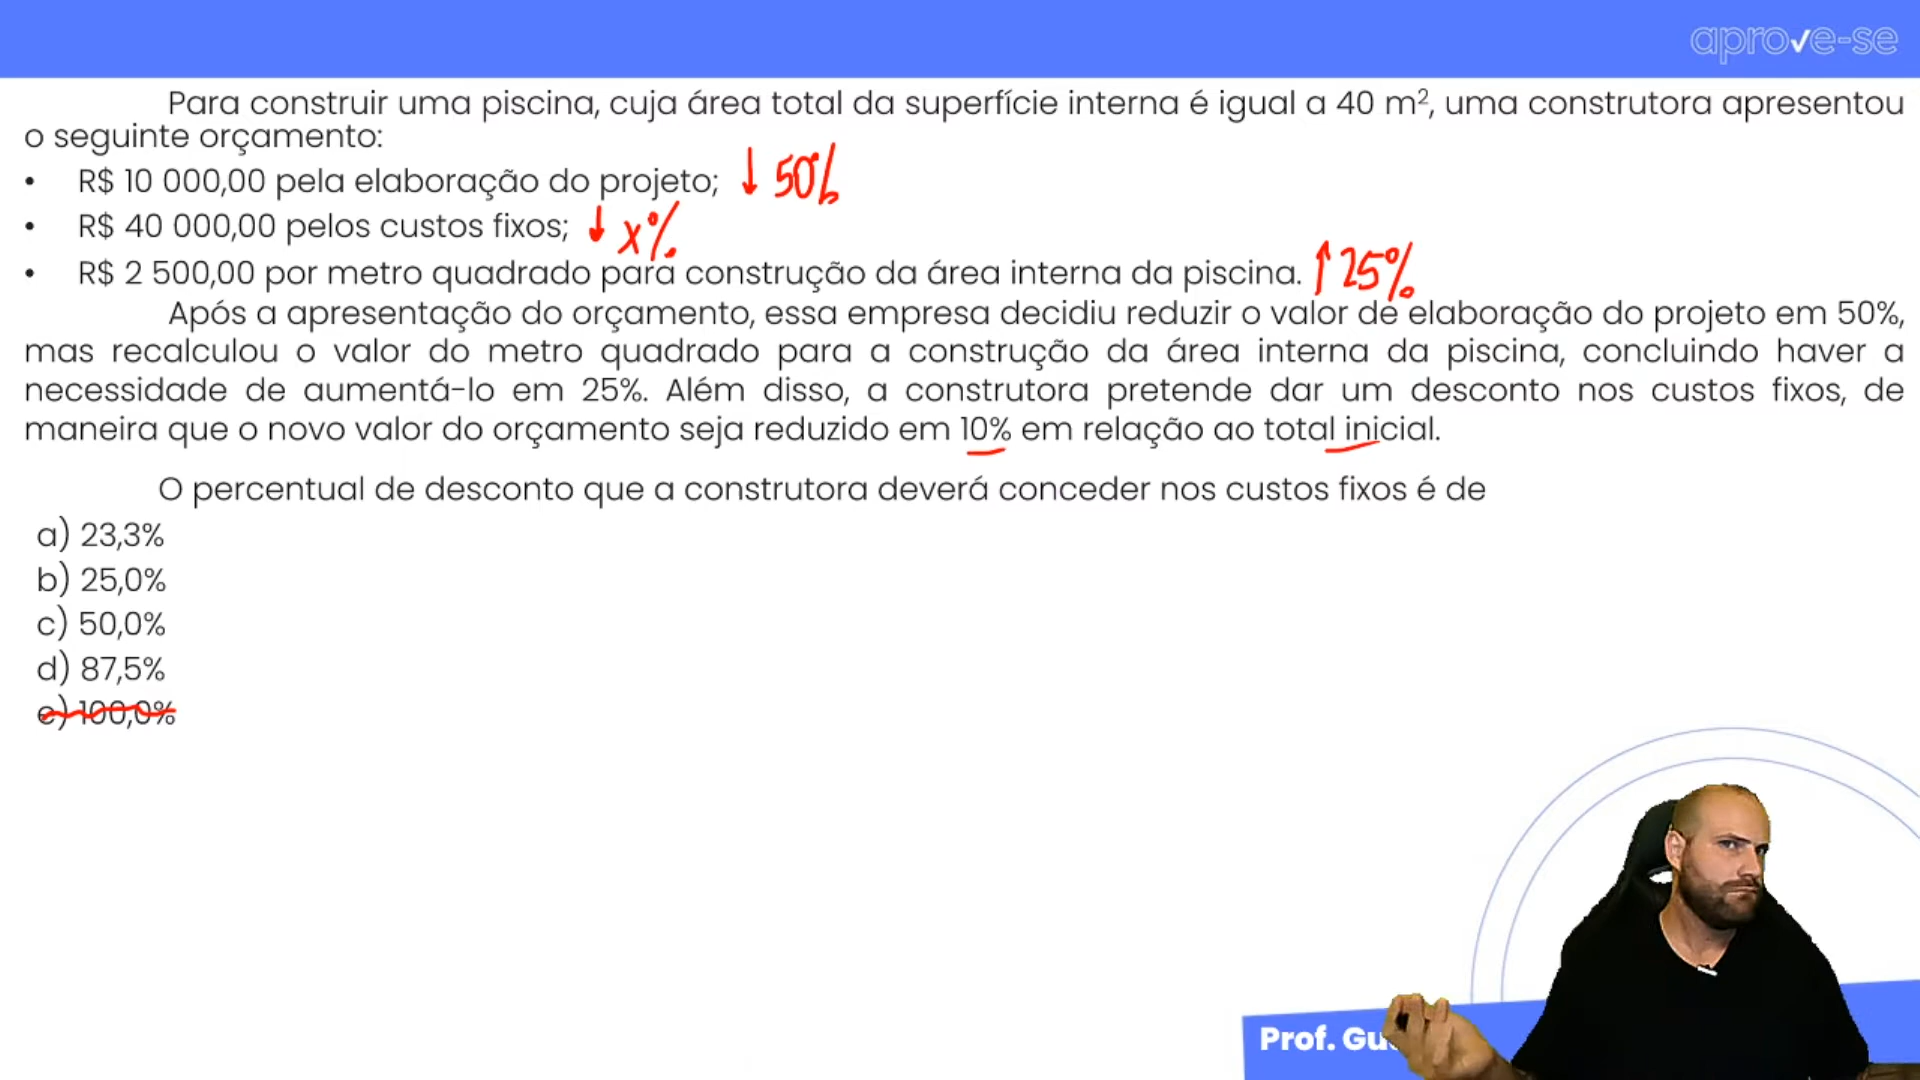 aprove-se
Para construir uma piscina, cuja área total da superfície interna é igual a 40 m², uma construtora apresentou
o seguinte orçamento:
• R$ 10 000,00 pela elaboração do projeto; ↓ 50%
• R$ 40 000,00 pelos custos fixos; ↓ x%
• R$ 2 500,00 por metro quadrado para construção da área interna da piscina. ↑ 25%
Após a apresentação do orçamento, essa empresa decidiu reduzir o valor de elaboração do projeto em 50%,
mas recalculou o valor do metro quadrado para a construção da área interna da piscina, concluindo haver a
necessidade de aumentá-lo em 25%. Além disso, a construtora pretende dar um desconto nos custos fixos, de
maneira que o novo valor do orçamento seja reduzido em 10% em relação ao total inicial.
O percentual de desconto que a construtora deverá conceder nos custos fixos é de
a) 23,3%
b) 25,0%
c) 50,0%
d) 87,5%
e) 100,0%
Prof.